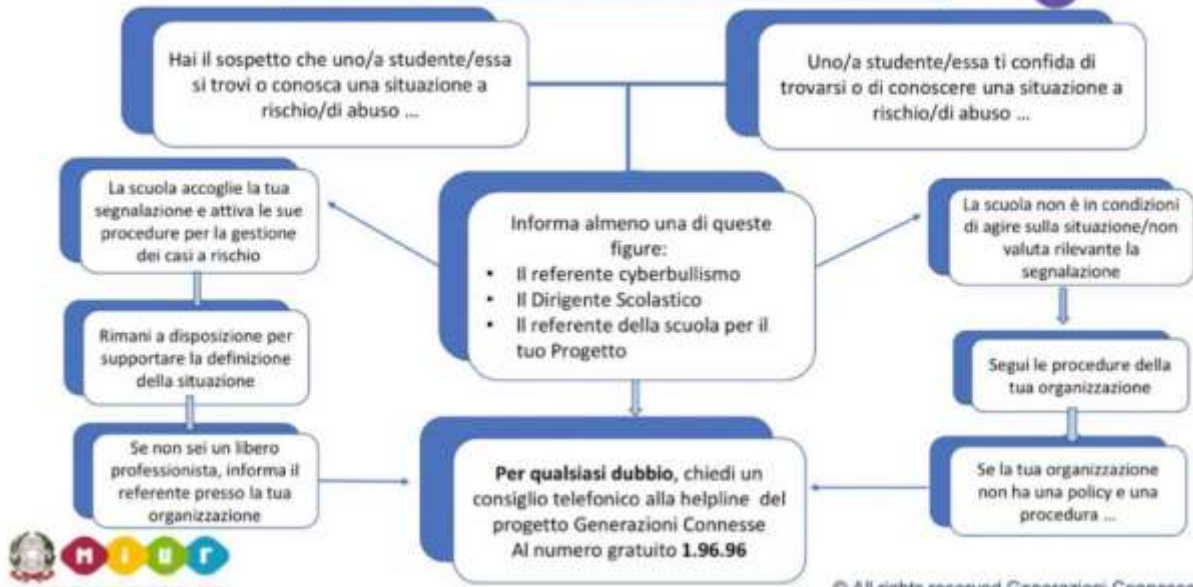 Hai il sospetto che uno/a studente/essa
si trovi o conosca una situazione a
rischio/di abuso ...
Uno/a studente/essa ti confida di
trovarsi o di conoscere una situazione a
rischio/di abuso ...
La scuola accoglie la tua
segnalazione e attiva le sue
procedure per la gestione
dei casi a rischio
Informa almeno una di queste
figure:
• Il referente cyberbullismo
• Il Dirigente Scolastico
• Il referente della scuola per il
tuo Progetto
La scuola non è in condizioni
di agire sulla situazione/non
valuta rilevante la
segnalazione
Rimani a disposizione per
supportare la definizione
della situazione
Segui le procedure della
tua organizzazione
Se non sei un libero
professionista, informa il
referente presso la tua
organizzazione
Per qualsiasi dubbio, chiedi un
consiglio telefonico alla helpline del
progetto Generazioni Connesse
Al numero gratuito 1.96.96
Se la tua organizzazione
non ha una policy e una
procedura ...
MIUr
© All rights reserved Generazioni Connesse